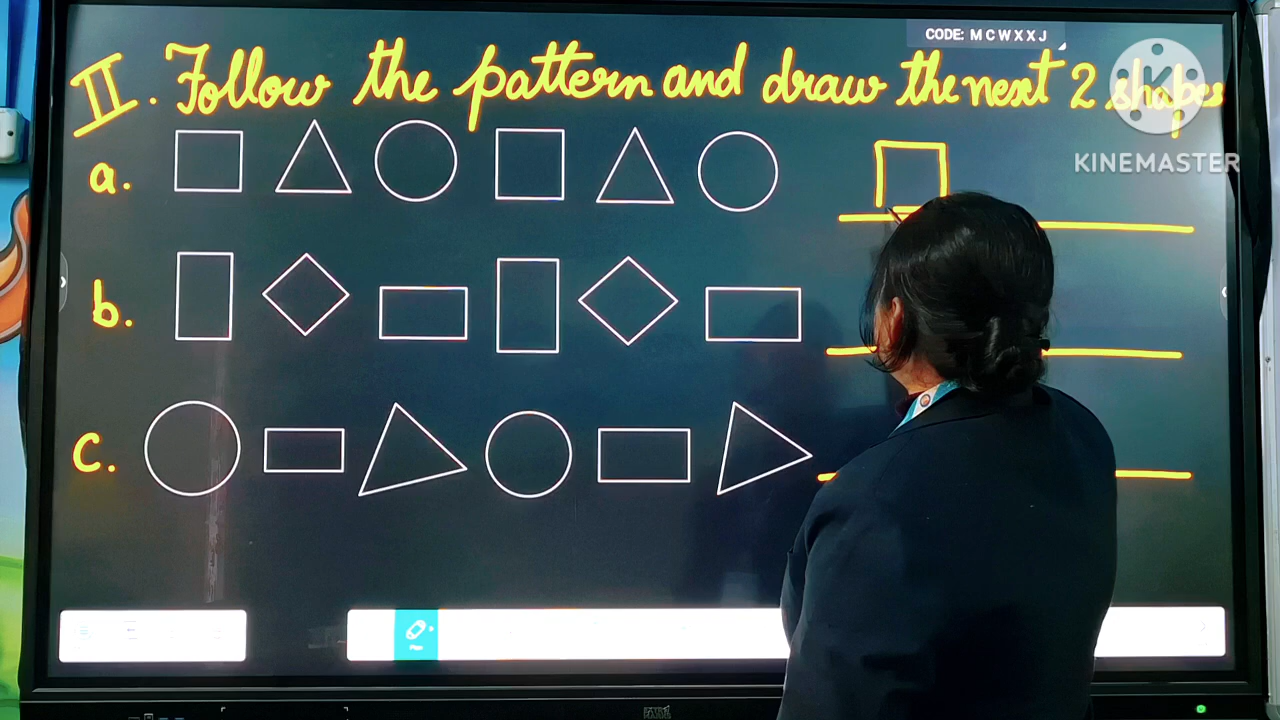 CODE: MCWXXJ
II. Follow the pattern and draw the next 2 shapes
KINEMASTER
a.
b.
c.